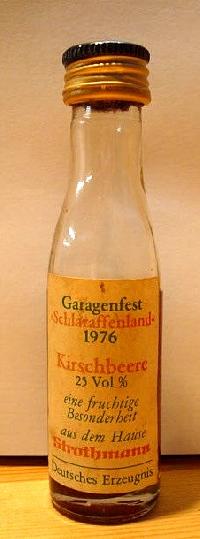 Garagenfest
›Schlaraffenland‹
1976
Kirschbeere
25 Vol %
eine fruchtige
Besonderheit
aus dem Hause
Strothmann
Deutsches Erzeugnis